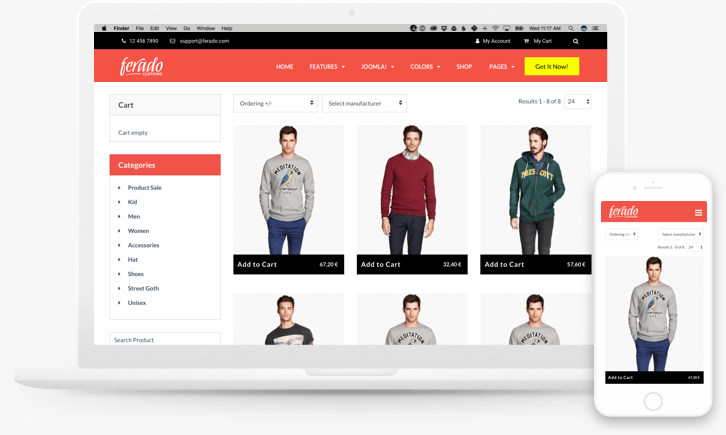 Finder File Edit View Go Window Help
Wed 11:17 AM
12 456 7890 support@ferado.com My Account My Cart
ferado
CLOTHING
HOME FEATURES JOOMLA! COLORS SHOP PAGES Get It Now!
Cart
Cart empty
Ordering +/- Select manufacturer Results 1 - 8 of 8 24
Categories
Product Sale
Kid
Men
Women
Accessories
Hat
Shoes
Street Goth
Unisex
Search Product
MEDITATION
Add to Cart 67,20 €
Add to Cart 32,40 €
Add to Cart 57,60 €
MEDITATION
MEDITATION
ferado
CLOTHING
Ordering +/- Select manufacturer
Results 1 - 8 of 8 24
MEDITATION
Add to Cart 67,20 €